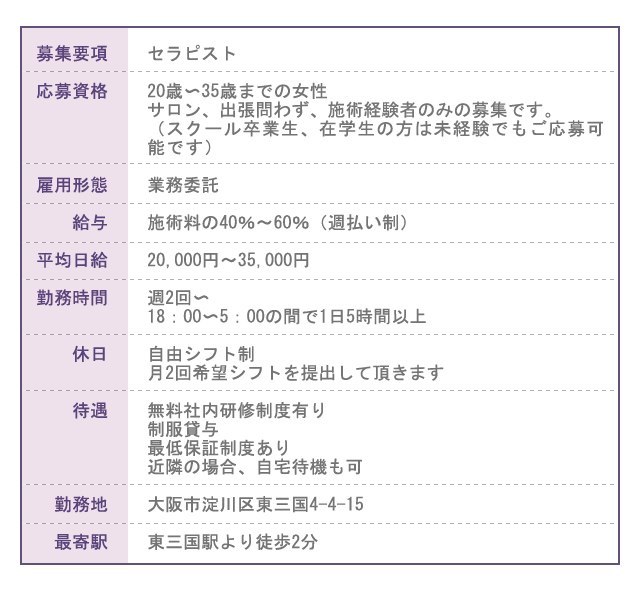 募集要項 セラピスト
応募資格 20歳〜35歳までの女性
サロン、出張問わず、施術経験者のみの募集です。
（スクール卒業生、在学生の方は未経験でもご応募可
能です）
雇用形態 業務委託
給与 施術料の40%〜60%（週払い制）
平均日給 20,000円〜35,000円
勤務時間 週2回〜
18：00〜5：00の間で1日5時間以上
休日 自由シフト制
月2回希望シフトを提出して頂きます
待遇 無料社内研修制度有り
制服貸与
最低保証制度あり
近隣の場合、自宅待機も可
勤務地 大阪市淀川区東三国4-4-15
最寄駅 東三国駅より徒歩2分